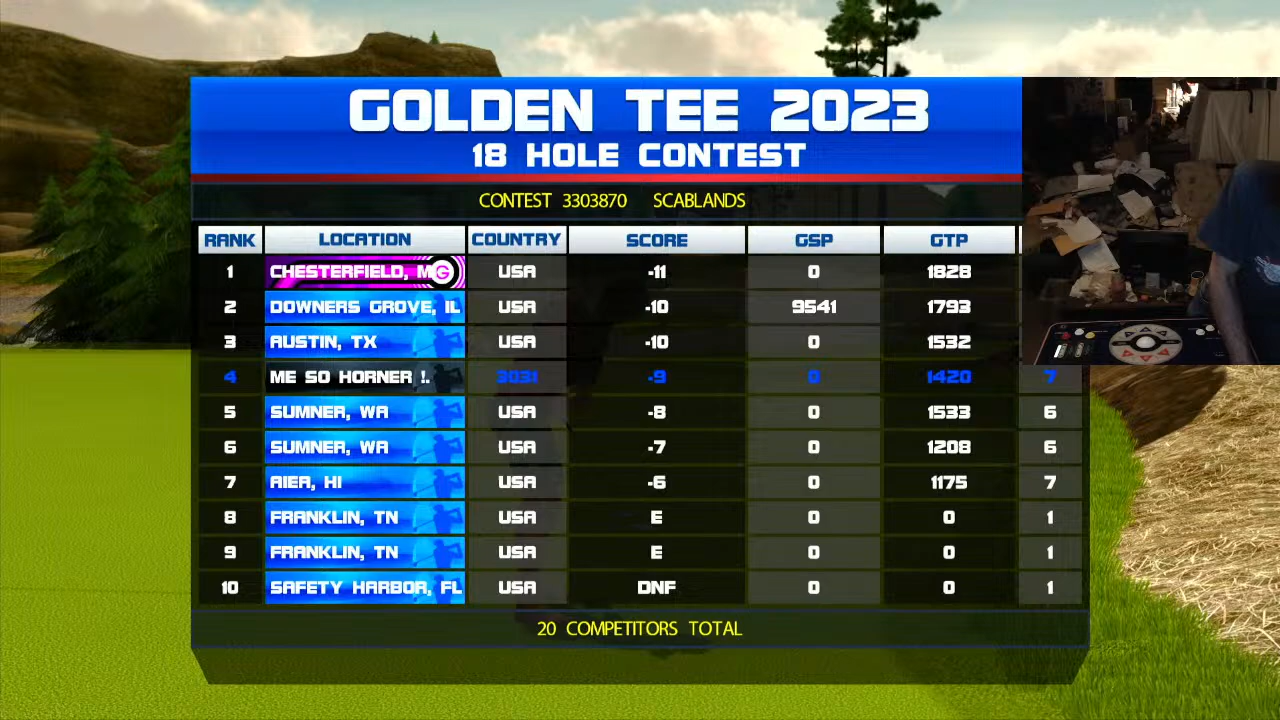 GOLDEN TEE 2023
18 HOLE CONTEST
CONTEST 3303870 SCABLANDS
RANK LOCATION COUNTRY SCORE GSP GTP
1 CHESTERFIELD, MO USA -11 0 1828
2 DOWNERS GROVE, IL USA -10 9541 1793
3 AUSTIN, TX USA -10 0 1532
4 ME SO HORNER !. 3031 -9 0 1420 7
5 SUMNER, WA USA -8 0 1533 6
6 SUMNER, WA USA -7 0 1208 6
7 AIER, HI USA -6 0 1175 7
8 FRANKLIN, TN USA E 0 0 1
9 FRANKLIN, TN USA E 0 0 1
10 SAFETY HARBOR, FL USA DNF 0 0 1
20 COMPETITORS TOTAL